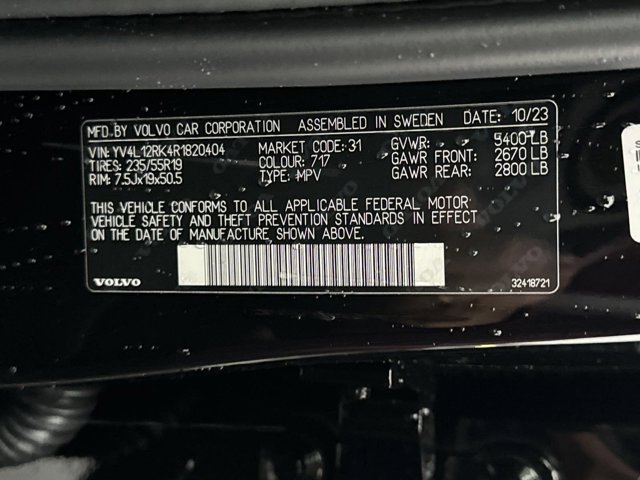 MFD.BY VOLVO CAR CORPORATION ASSEMBLED IN SWEDEN DATE: 10/23
VIN: YV4L12RK4R1820404 MARKET CODE: 31 GVWR: 5400 LB
TIRES: 235/55R19 COLOUR: 717 GAWR FRONT: 2670 LB
RIM: 7.5Jx19x50.5 TYPE: MPV GAWR REAR: 2800 LB
THIS VEHICLE CONFORMS TO ALL APPLICABLE FEDERAL MOTOR
VEHICLE SAFETY AND THEFT PREVENTION STANDARDS IN EFFECT
ON THE DATE OF MANUFACTURE SHOWN ABOVE.
VOLVO 32418721